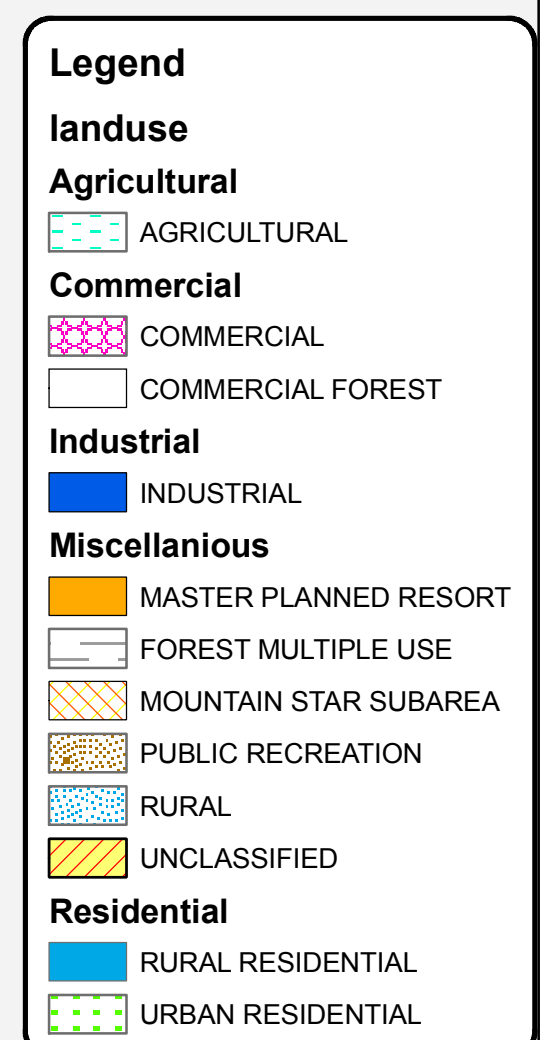 Legend
landuse
Agricultural
AGRICULTURAL
Commercial
COMMERCIAL
COMMERCIAL FOREST
Industrial
INDUSTRIAL
Miscellanious
MASTER PLANNED RESORT
FOREST MULTIPLE USE
MOUNTAIN STAR SUBAREA
PUBLIC RECREATION
RURAL
UNCLASSIFIED
Residential
RURAL RESIDENTIAL
URBAN RESIDENTIAL